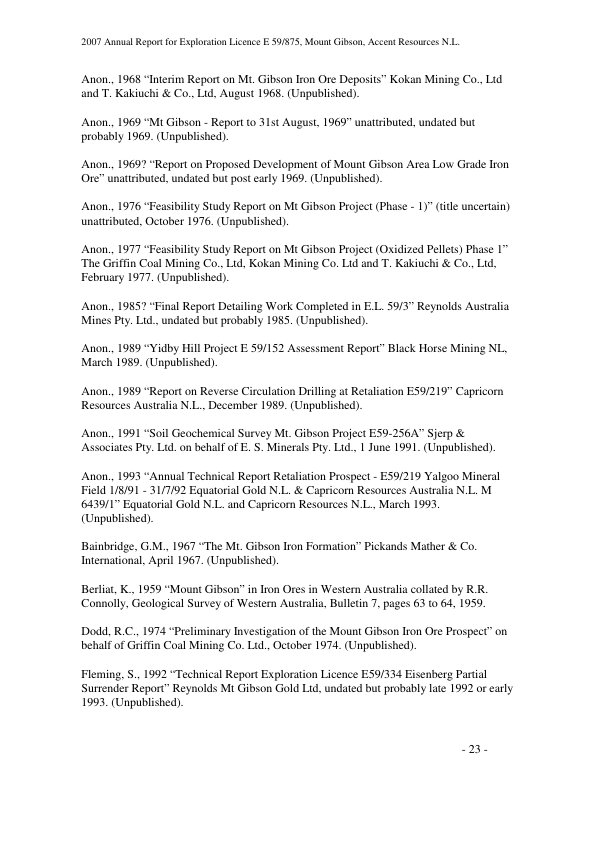 2007 Annual Report for Exploration Licence E 59/875, Mount Gibson, Accent Resources N.L.
Anon., 1968 “Interim Report on Mt. Gibson Iron Ore Deposits” Kokan Mining Co., Ltd
and T. Kakiuchi & Co., Ltd, August 1968. (Unpublished).
Anon., 1969 “Mt Gibson - Report to 31st August, 1969” unattributed, undated but
probably 1969. (Unpublished).
Anon., 1969? “Report on Proposed Development of Mount Gibson Area Low Grade Iron
Ore” unattributed, undated but post early 1969. (Unpublished).
Anon., 1976 “Feasibility Study Report on Mt Gibson Project (Phase - 1)” (title uncertain)
unattributed, October 1976. (Unpublished).
Anon., 1977 “Feasibility Study Report on Mt Gibson Project (Oxidized Pellets) Phase 1”
The Griffin Coal Mining Co., Ltd, Kokan Mining Co. Ltd and T. Kakiuchi & Co., Ltd,
February 1977. (Unpublished).
Anon., 1985? “Final Report Detailing Work Completed in E.L. 59/3” Reynolds Australia
Mines Pty. Ltd., undated but probably 1985. (Unpublished).
Anon., 1989 “Yidby Hill Project E 59/152 Assessment Report” Black Horse Mining NL,
March 1989. (Unpublished).
Anon., 1989 “Report on Reverse Circulation Drilling at Retaliation E59/219” Capricorn
Resources Australia N.L., December 1989. (Unpublished).
Anon., 1991 “Soil Geochemical Survey Mt. Gibson Project E59-256A” Sjerp &
Associates Pty. Ltd. on behalf of E. S. Minerals Pty. Ltd., 1 June 1991. (Unpublished).
Anon., 1993 “Annual Technical Report Retaliation Prospect - E59/219 Yalgoo Mineral
Field 1/8/91 - 31/7/92 Equatorial Gold N.L. & Capricorn Resources Australia N.L. M
6439/1” Equatorial Gold N.L. and Capricorn Resources N.L., March 1993.
(Unpublished).
Bainbridge, G.M., 1967 “The Mt. Gibson Iron Formation” Pickands Mather & Co.
International, April 1967. (Unpublished).
Berliat, K., 1959 “Mount Gibson” in Iron Ores in Western Australia collated by R.R.
Connolly, Geological Survey of Western Australia, Bulletin 7, pages 63 to 64, 1959.
Dodd, R.C., 1974 “Preliminary Investigation of the Mount Gibson Iron Ore Prospect” on
behalf of Griffin Coal Mining Co. Ltd., October 1974. (Unpublished).
Fleming, S., 1992 “Technical Report Exploration Licence E59/334 Eisenberg Partial
Surrender Report” Reynolds Mt Gibson Gold Ltd, undated but probably late 1992 or early
1993. (Unpublished).
- 23 -